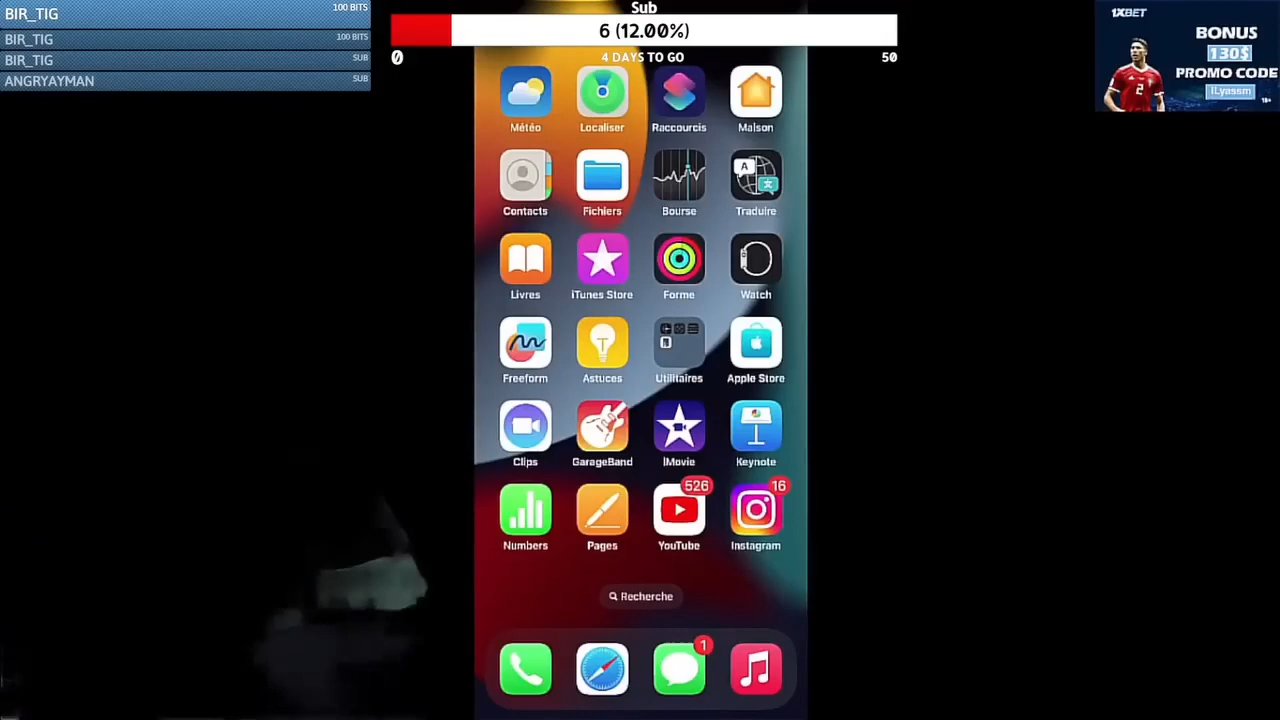 BIR_TIG 100 BITS
BIR_TIG 100 BITS
BIR_TIG SUB
ANGRYAYMAN SUB
Sub
6 (12.00%)
0 4 DAYS TO GO 50
1XBET
BONUS
130$
PROMO CODE
iLyassm
18+
2
Météo Localiser Raccourcis Maison
A
Contacts Fichiers Bourse Traduire
Livres iTunes Store Forme Watch
Freeform Astuces Utilitaires Apple Store
Clips GarageBand iMovie Keynote
526 16
Numbers Pages YouTube Instagram
Recherche
1